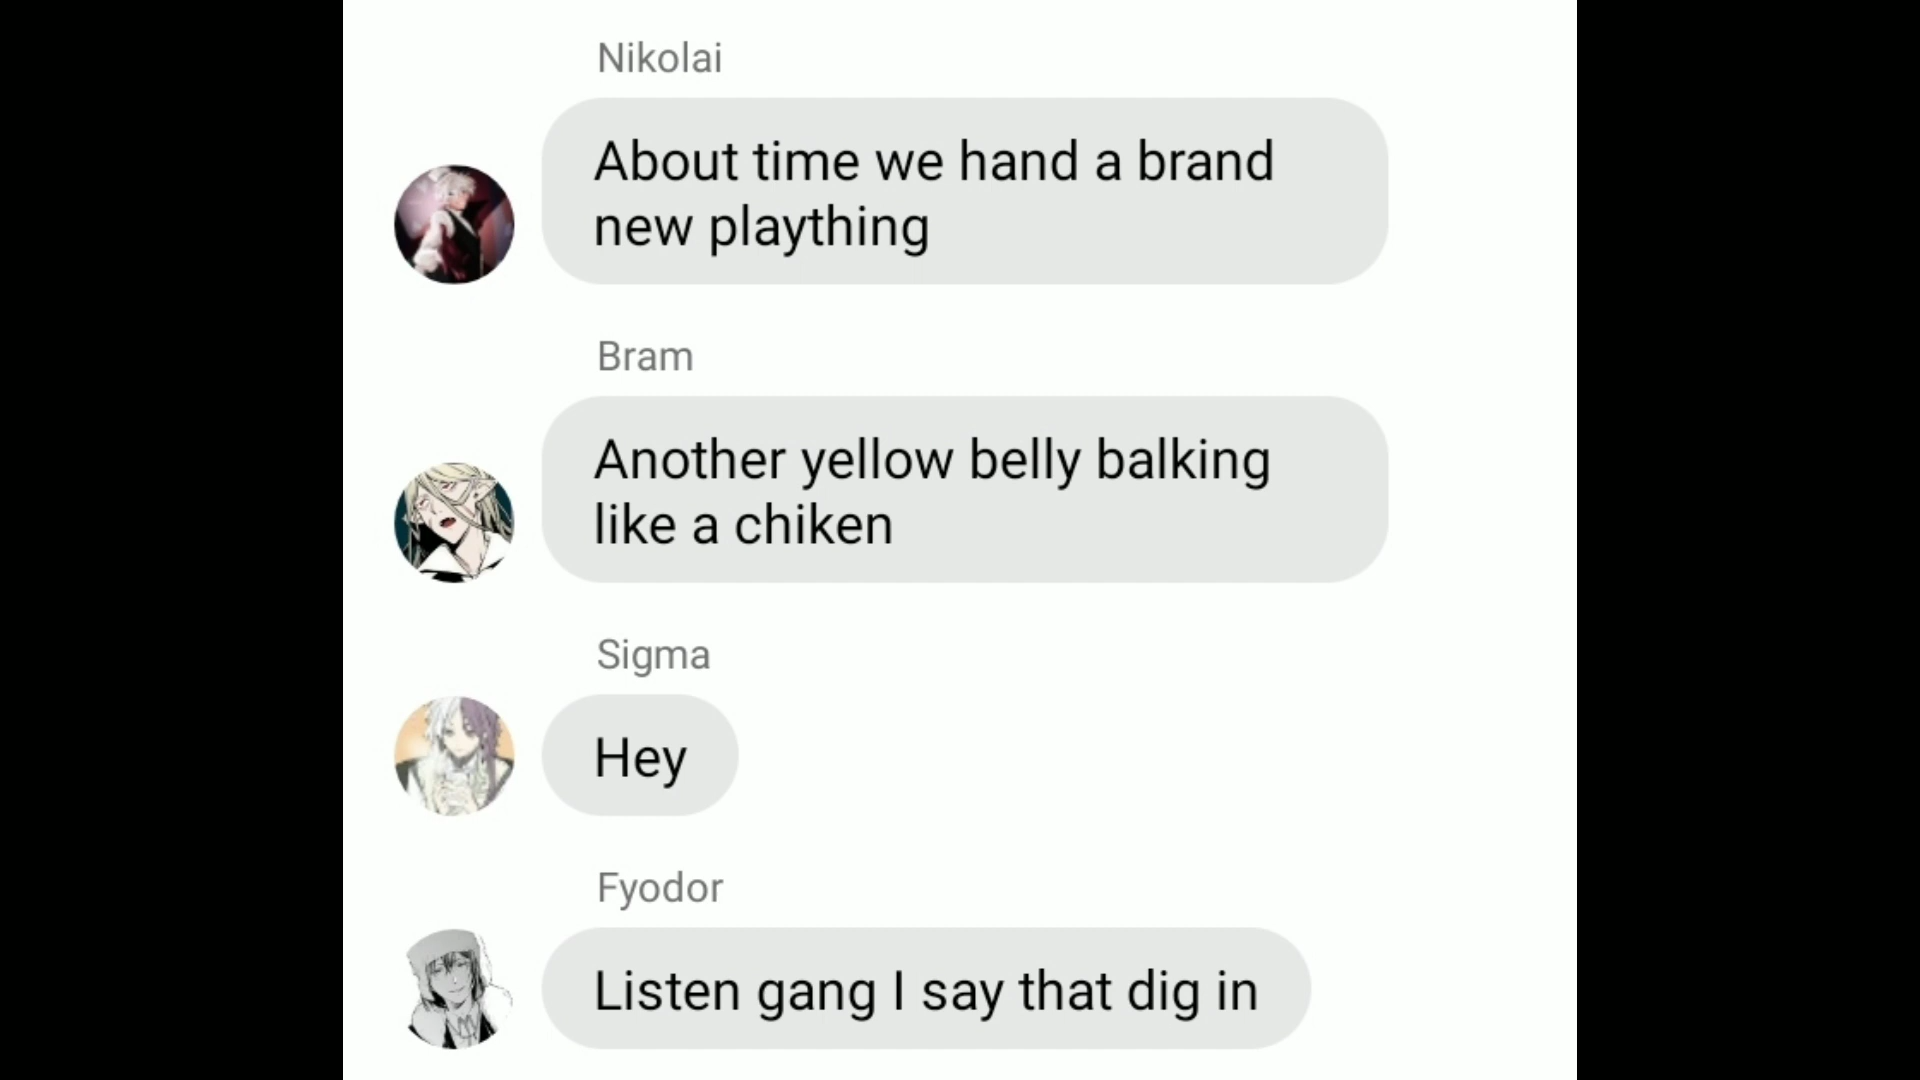 Nikolai
About time we hand a brand
new plaything
Bram
Another yellow belly balking
like a chiken
Sigma
Hey
Fyodor
Listen gang I say that dig in